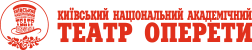 КИЇВСЬКИЙ НАЦІОНАЛЬНИЙ АКАДЕМІЧНИЙ
ТЕАТР ОПЕРЕТИ